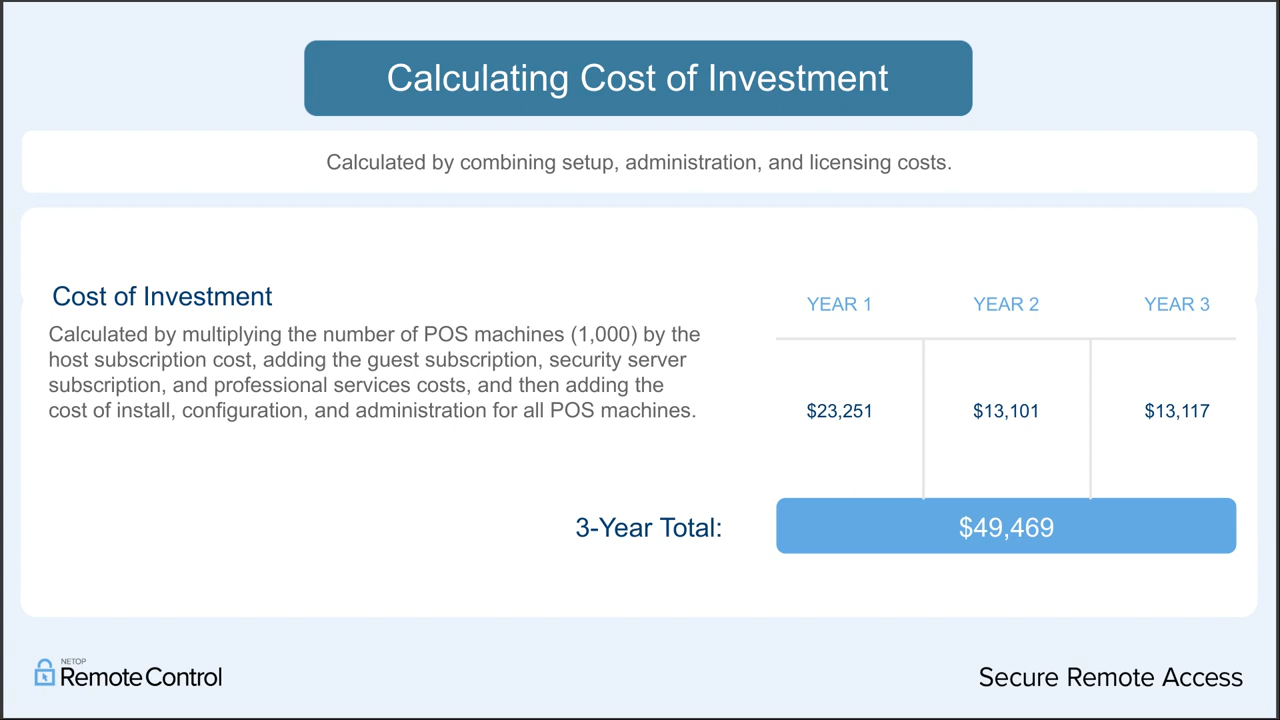 Calculating Cost of Investment
Calculated by combining setup, administration, and licensing costs.
Cost of Investment
Calculated by multiplying the number of POS machines (1,000) by the
host subscription cost, adding the guest subscription, security server
subscription, and professional services costs, and then adding the
cost of install, configuration, and administration for all POS machines.
YEAR 1 YEAR 2 YEAR 3
$23,251 $13,101 $13,117
3-Year Total: $49,469
NETOP
RemoteControl
Secure Remote Access